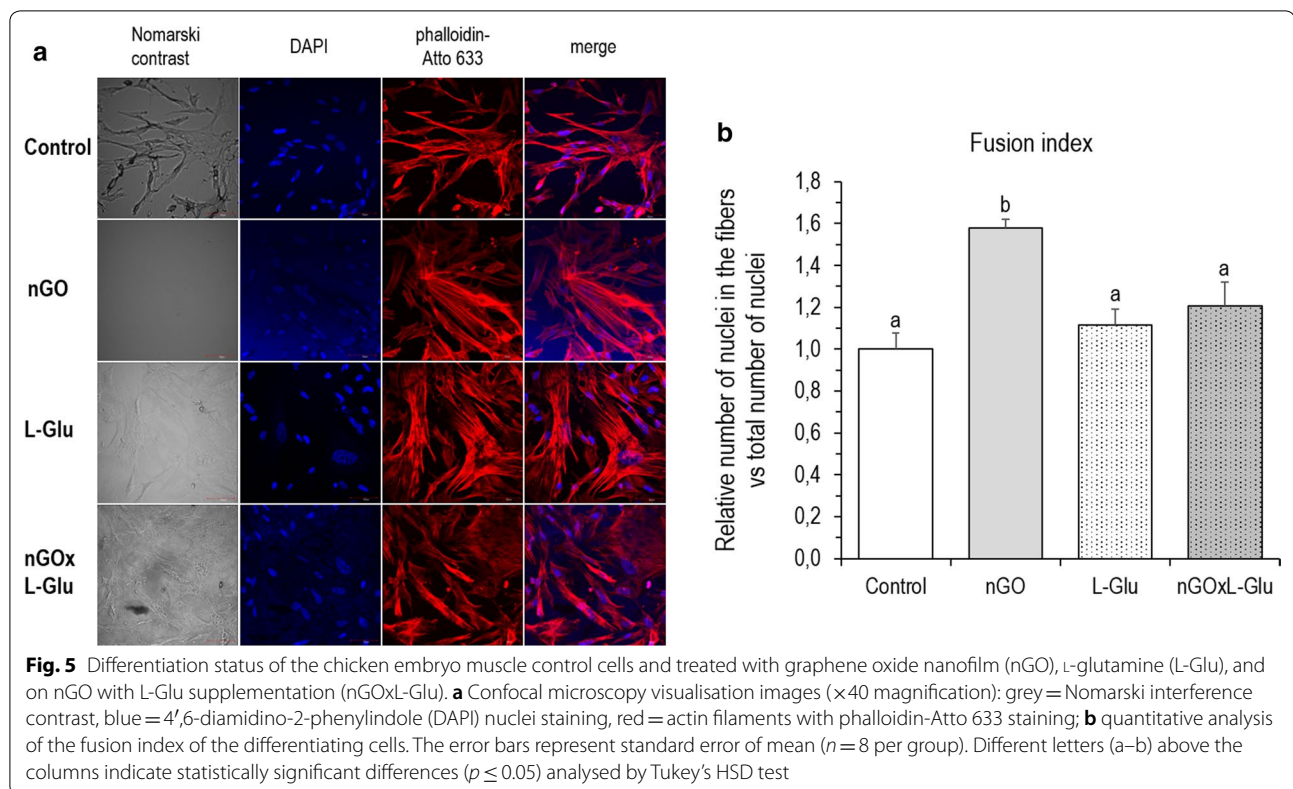 a
Nomarski
contrast
DAPI
phalloidin-
Atto 633
merge
Control
nGO
L-Glu
nGOx
L-Glu
b
Fusion index
Relative number of nuclei in the fibers
vs total number of nuclei
1,8
1,6
1,4
1,2
1,0
0,8
0,6
0,4
0,2
0,0
a
b
a
a
Control
nGO
L-Glu
nGOxL-Glu
Fig. 5 Differentiation status of the chicken embryo muscle control cells and treated with graphene oxide nanofilm (nGO), ʟ-glutamine (L-Glu), and
on nGO with L-Glu supplementation (nGOxL-Glu). a Confocal microscopy visualisation images (×40 magnification): grey = Nomarski interference
contrast, blue = 4′,6-diamidino-2-phenylindole (DAPI) nuclei staining, red = actin filaments with phalloidin-Atto 633 staining; b quantitative analysis
of the fusion index of the differentiating cells. The error bars represent standard error of mean (n = 8 per group). Different letters (a–b) above the
columns indicate statistically significant differences (p ≤ 0.05) analysed by Tukey's HSD test